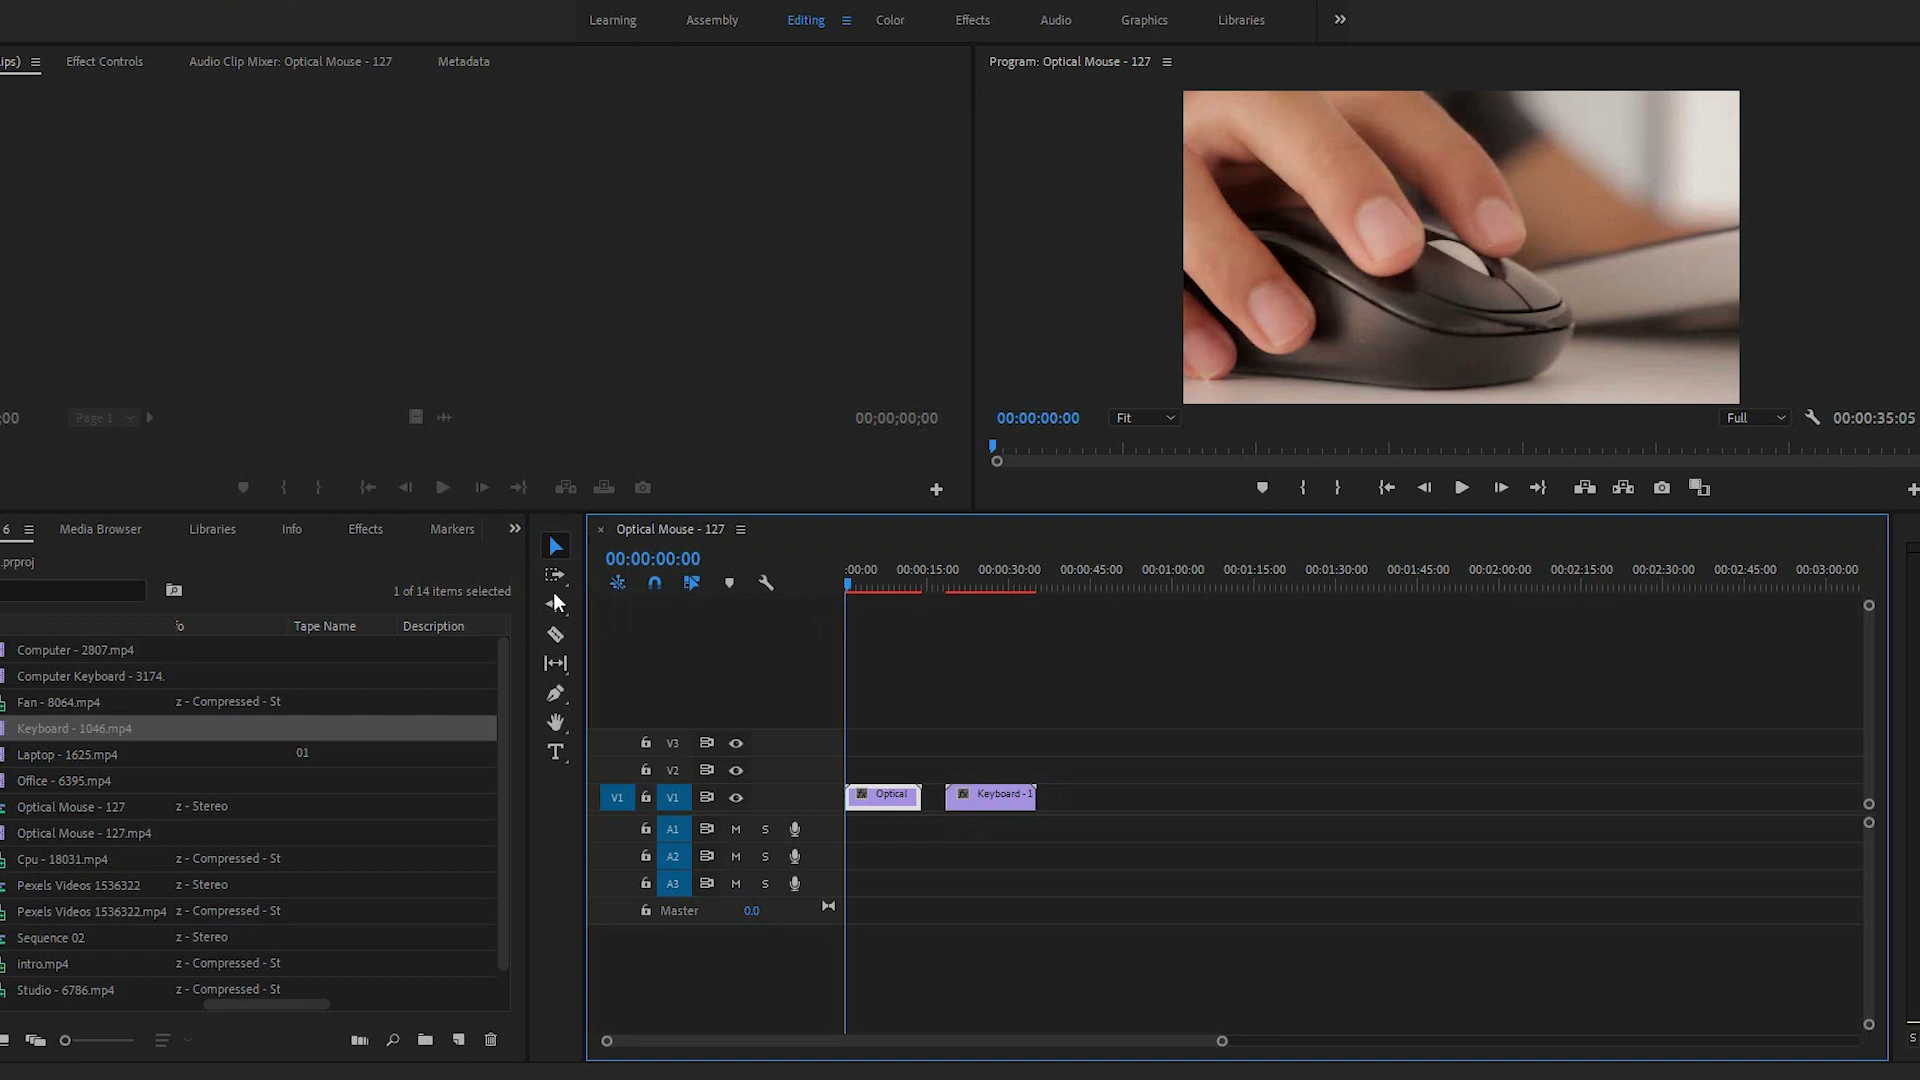 Learning Assembly Editing Color Effects Audio Graphics Libraries
ips) Effect Controls Audio Clip Mixer: Optical Mouse - 127 Metadata
Program: Optical Mouse - 127
;00 Page 1 00;00;00;00
00:00:00:00 Fit Full 00:00:35:05
6 Media Browser Libraries Info Effects Markers
.prproj
1 of 14 items selected
fo Tape Name Description
Computer - 2807.mp4
Computer Keyboard - 3174.
Fan - 8064.mp4 z - Compressed - St
Keyboard - 1046.mp4
Laptop - 1625.mp4 01
Office - 6395.mp4
Optical Mouse - 127 z - Stereo
Optical Mouse - 127.mp4
Cpu - 18031.mp4 z - Compressed - St
Pexels Videos 1536322 z - Stereo
Pexels Videos 1536322.mp4 z - Compressed - St
Sequence 02 z - Stereo
intro.mp4 z - Compressed - St
Studio - 6786.mp4 z - Compressed - St
Optical Mouse - 127
00:00:00:00
:00:00 00:00:15:00 00:00:30:00 00:00:45:00 00:01:00:00 00:01:15:00 00:01:30:00 00:01:45:00 00:02:00:00 00:02:15:00 00:02:30:00 00:02:45:00 00:03:00:00
V3
V2
V1 V1 fx Optical fx Keyboard - 1
A1 M S
A2 M S
A3 M S
Master 0.0
S